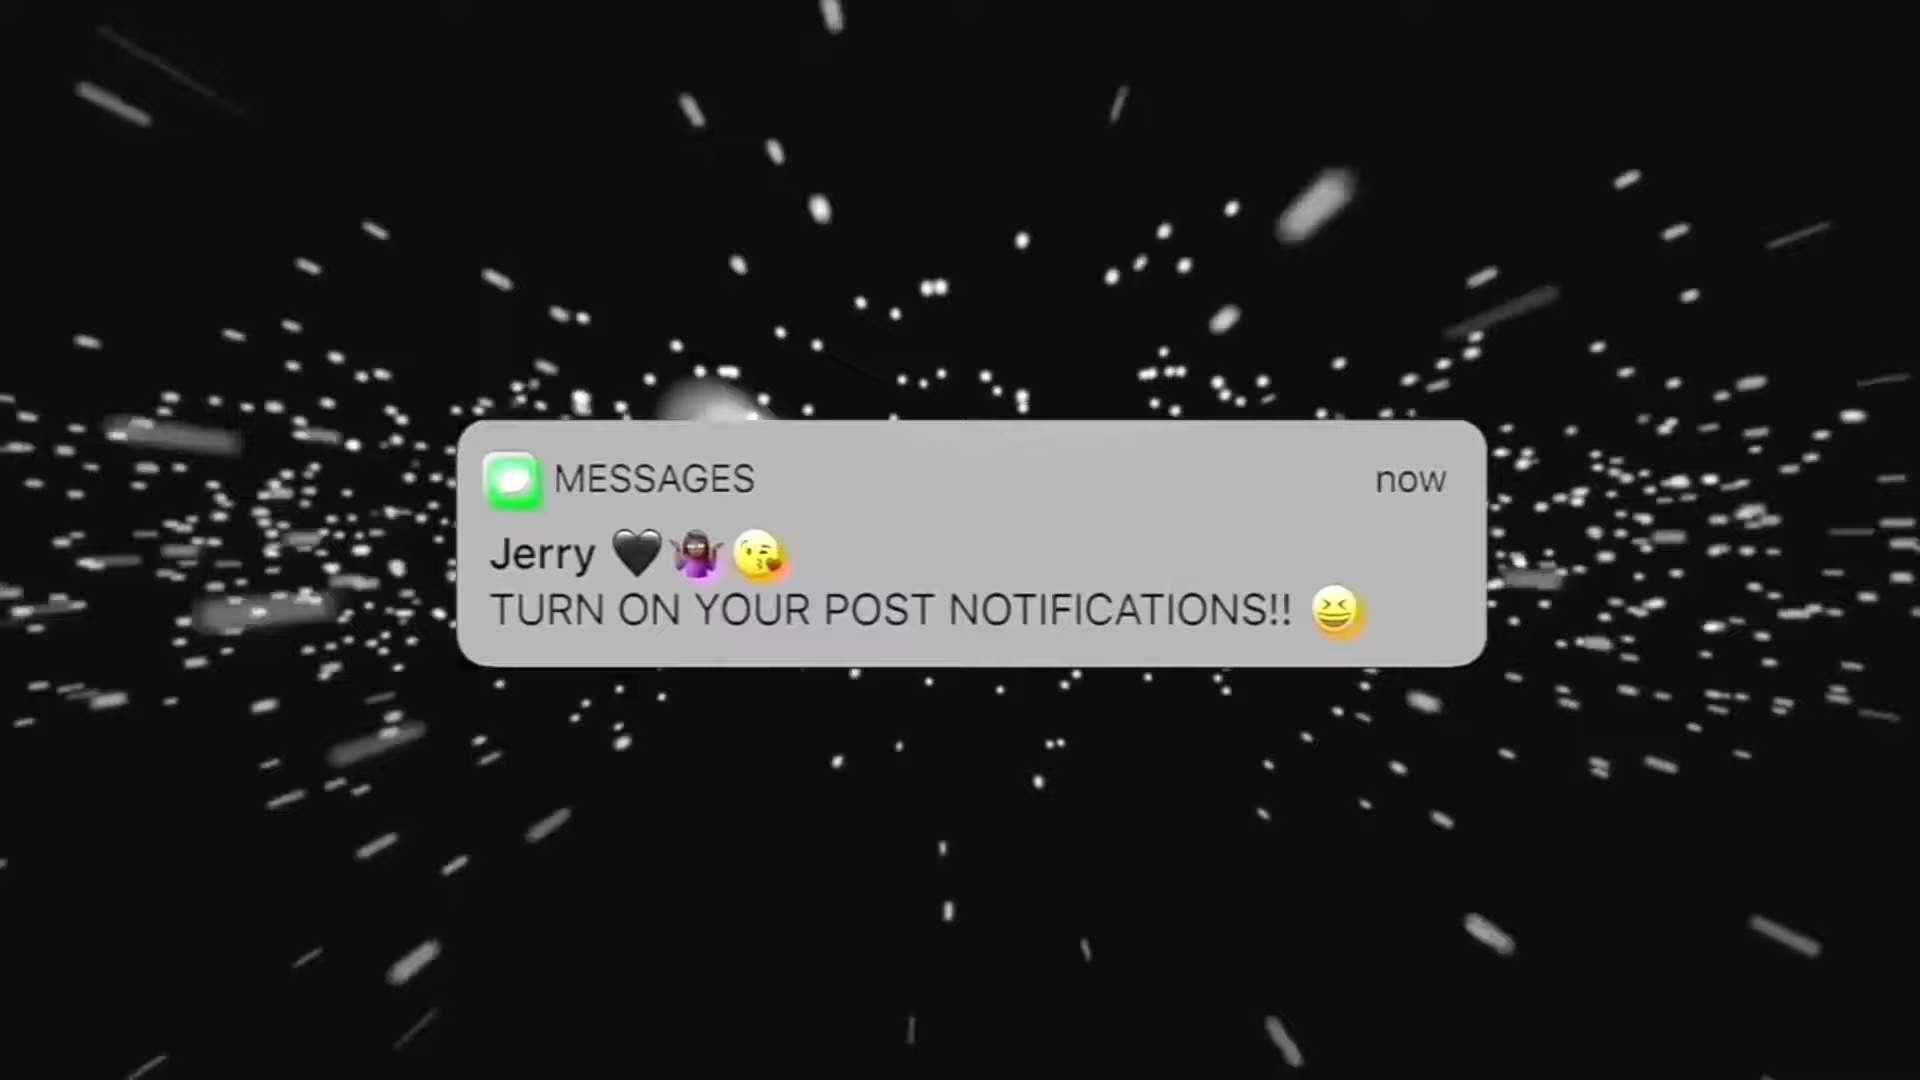 MESSAGES now
Jerry 🖤🤷🏾‍♀️😘
TURN ON YOUR POST NOTIFICATIONS!! 😆